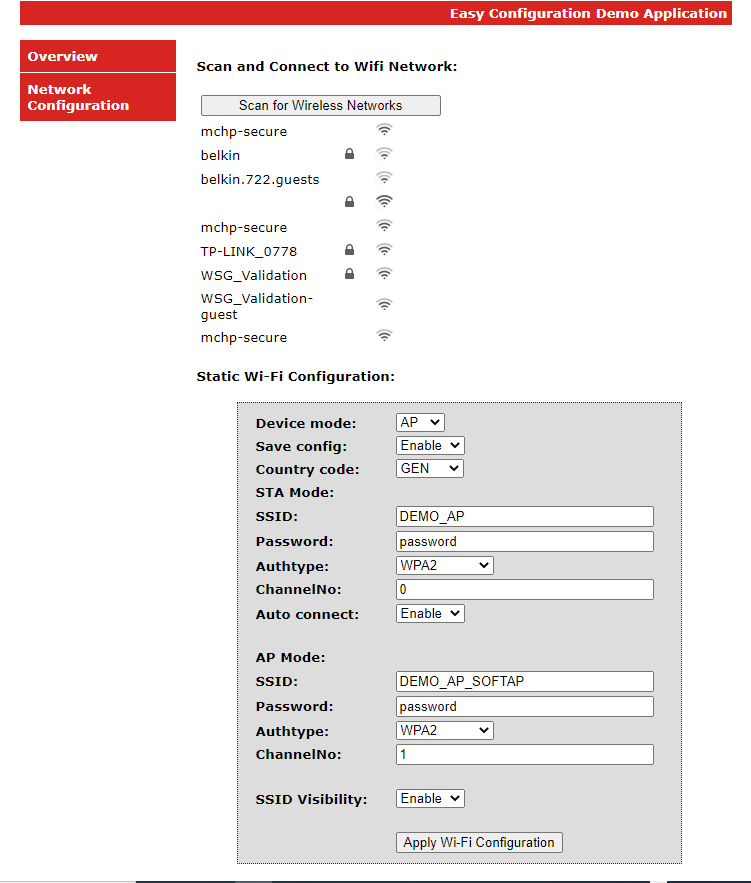 Easy Configuration Demo Application
Overview
Network
Configuration
Scan and Connect to Wifi Network:
Scan for Wireless Networks
mchp-secure
belkin
belkin.722.guests
mchp-secure
TP-LINK_0778
WSG_Validation
WSG_Validation-
guest
mchp-secure
Static Wi-Fi Configuration:
Device mode: AP
Save config: Enable
Country code: GEN
STA Mode:
SSID: DEMO_AP
Password: password
Authtype: WPA2
ChannelNo: 0
Auto connect: Enable
AP Mode:
SSID: DEMO_AP_SOFTAP
Password: password
Authtype: WPA2
ChannelNo: 1
SSID Visibility: Enable
Apply Wi-Fi Configuration